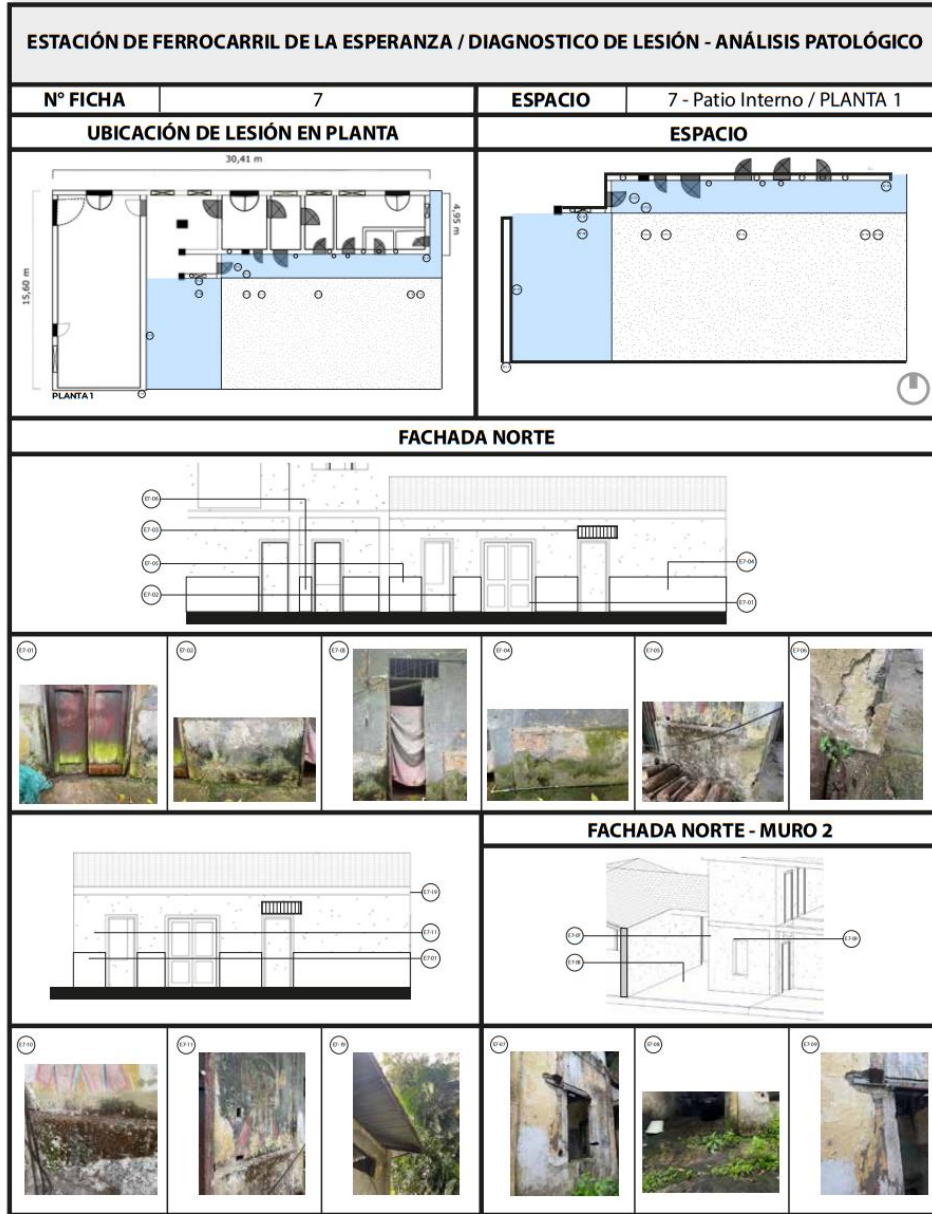 ESTACIÓN DE FERROCARRIL DE LA ESPERANZA / DIAGNOSTICO DE LESIÓN - ANÁLISIS PATOLÓGICO
N° FICHA
7
ESPACIO
7 - Patio Interno / PLANTA 1
UBICACIÓN DE LESIÓN EN PLANTA
ESPACIO
30,41 m
4,95 m
15,60 m
PLANTA 1
FACHADA NORTE
E7-06
E7-03
E7-05
E7-04
E7-02
E7-01
E7-01
E7-02
E7-03
E7-04
E7-05
E7-06
FACHADA NORTE - MURO 2
E7-19
E7-11
E7-01
E7-07
E7-09
E7-08
E7-10
E7-11
E7-19
E7-07
E7-08
E7-09